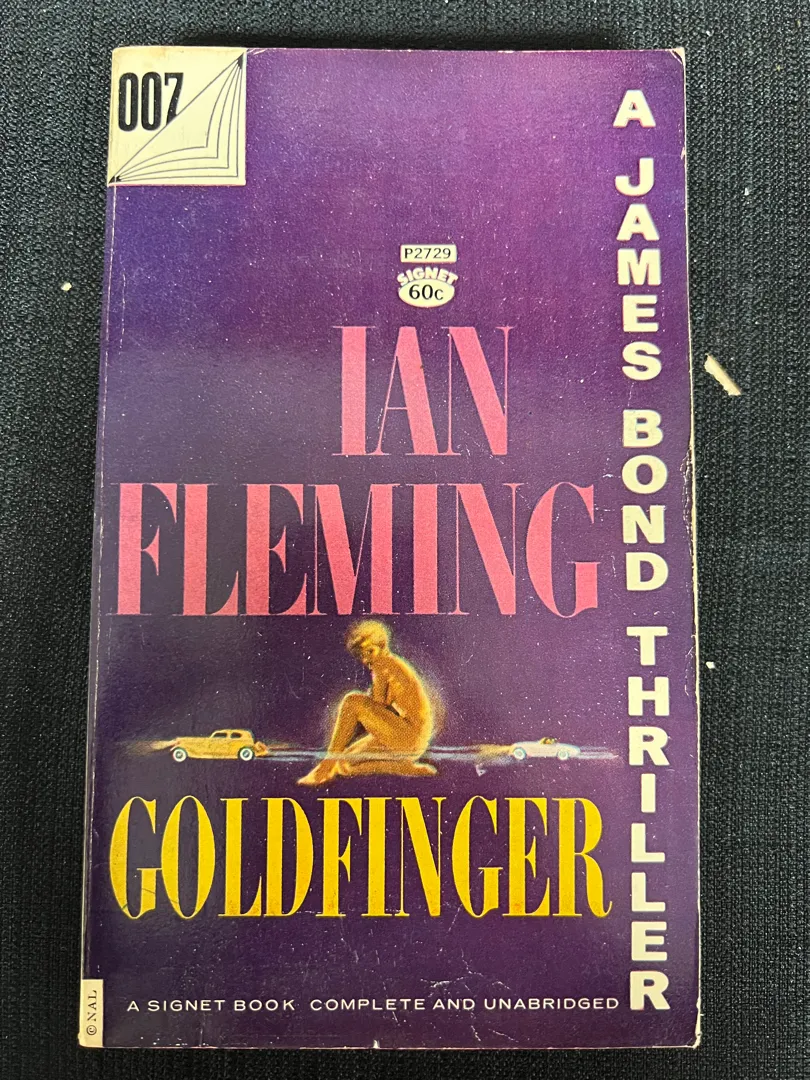 007
A JAMES BOND THRILLER
P2729
SIGNET
60c
IAN
FLEMING
GOLDFINGER
A SIGNET BOOK COMPLETE AND UNABRIDGED
© NAL